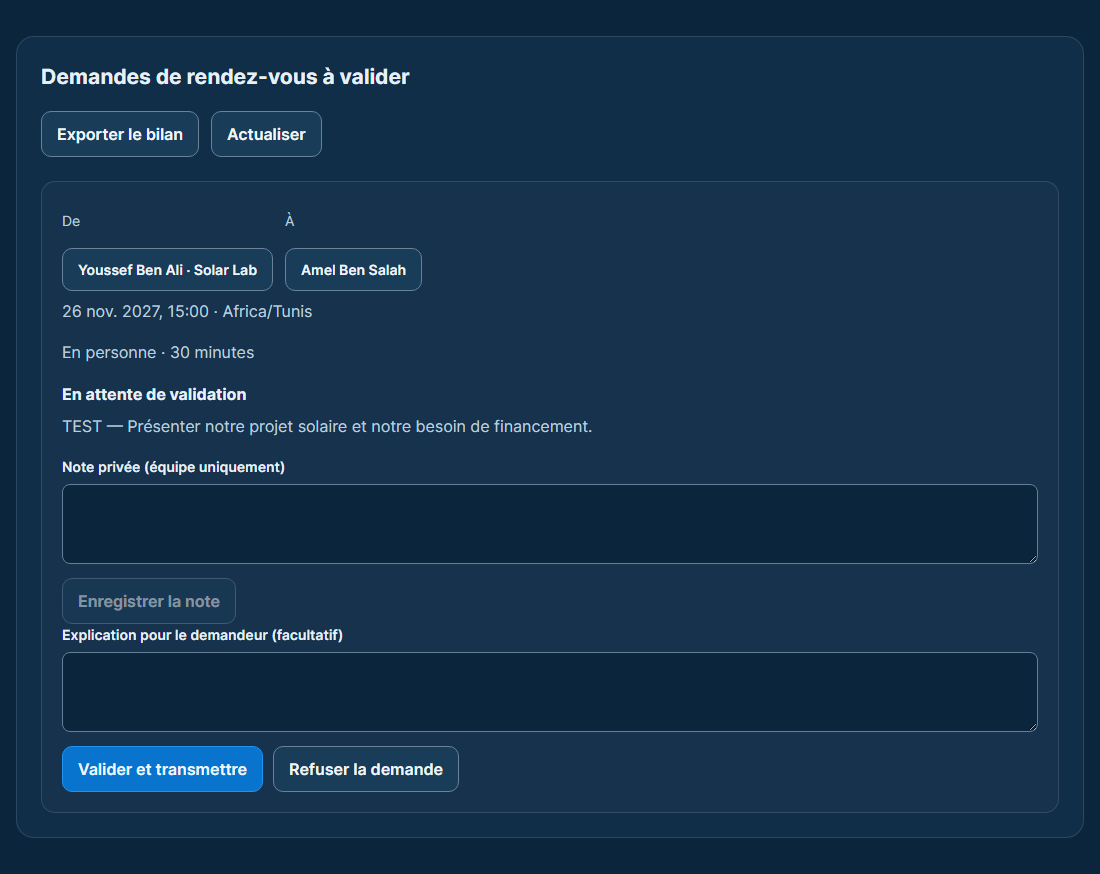 Demandes de rendez-vous à valider
Exporter le bilan
Actualiser
De
À
Youssef Ben Ali · Solar Lab
Amel Ben Salah
26 nov. 2027, 15:00 · Africa/Tunis
En personne · 30 minutes
En attente de validation
TEST — Présenter notre projet solaire et notre besoin de financement.
Note privée (équipe uniquement)
Enregistrer la note
Explication pour le demandeur (facultatif)
Valider et transmettre
Refuser la demande